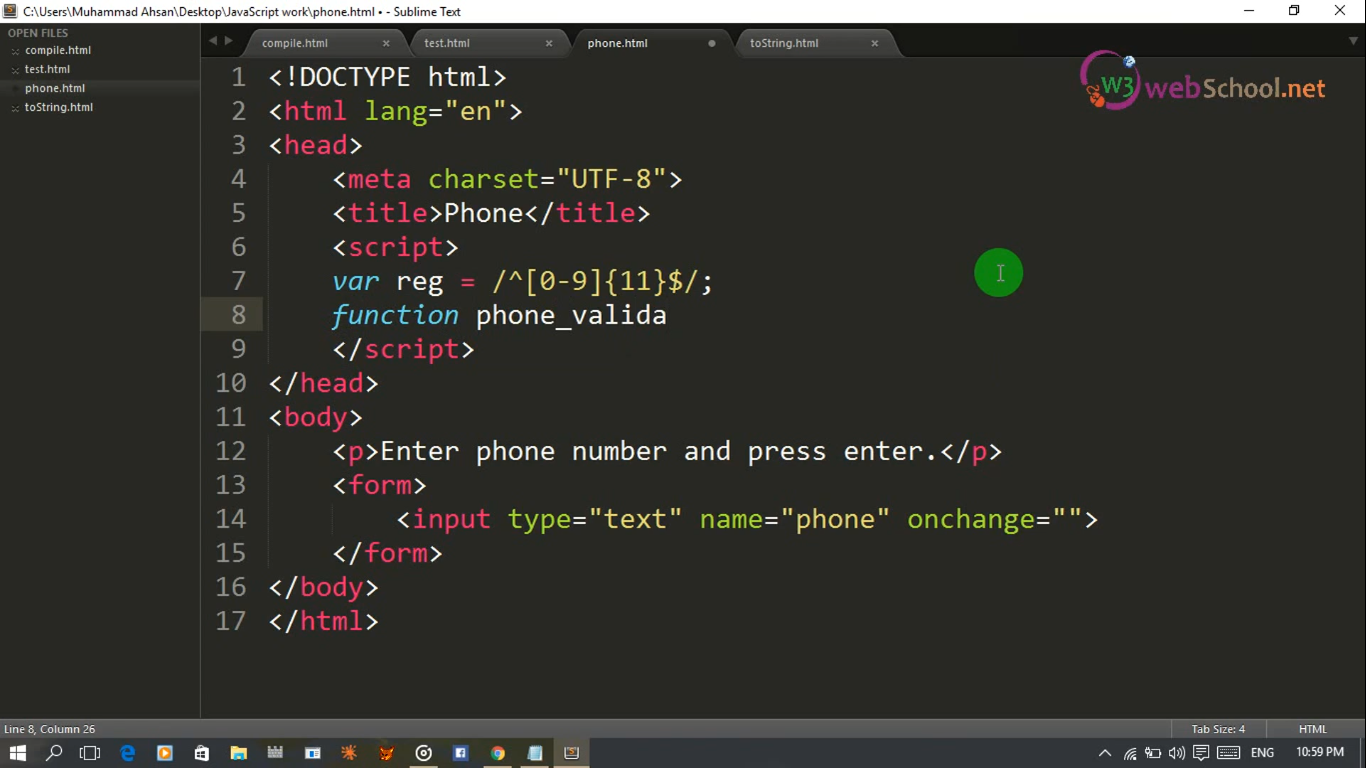 C:\Users\Muhammad Ahsan\Desktop\JavaScript work\phone.html • - Sublime Text
OPEN FILES
compile.html
test.html
phone.html
toString.html
compile.html × test.html × phone.html toString.html ×
W3 webSchool.net
1 <!DOCTYPE html>
2 <html lang="en">
3 <head>
4 <meta charset="UTF-8">
5 <title>Phone</title>
6 <script>
7 var reg = /^[0-9]{11}$/;
8 function phone_valida
9 </script>
10 </head>
11 <body>
12 <p>Enter phone number and press enter.</p>
13 <form>
14 <input type="text" name="phone" onchange="">
15 </form>
16 </body>
17 </html>
Line 8, Column 26 Tab Size: 4 HTML
ENG 10:59 PM